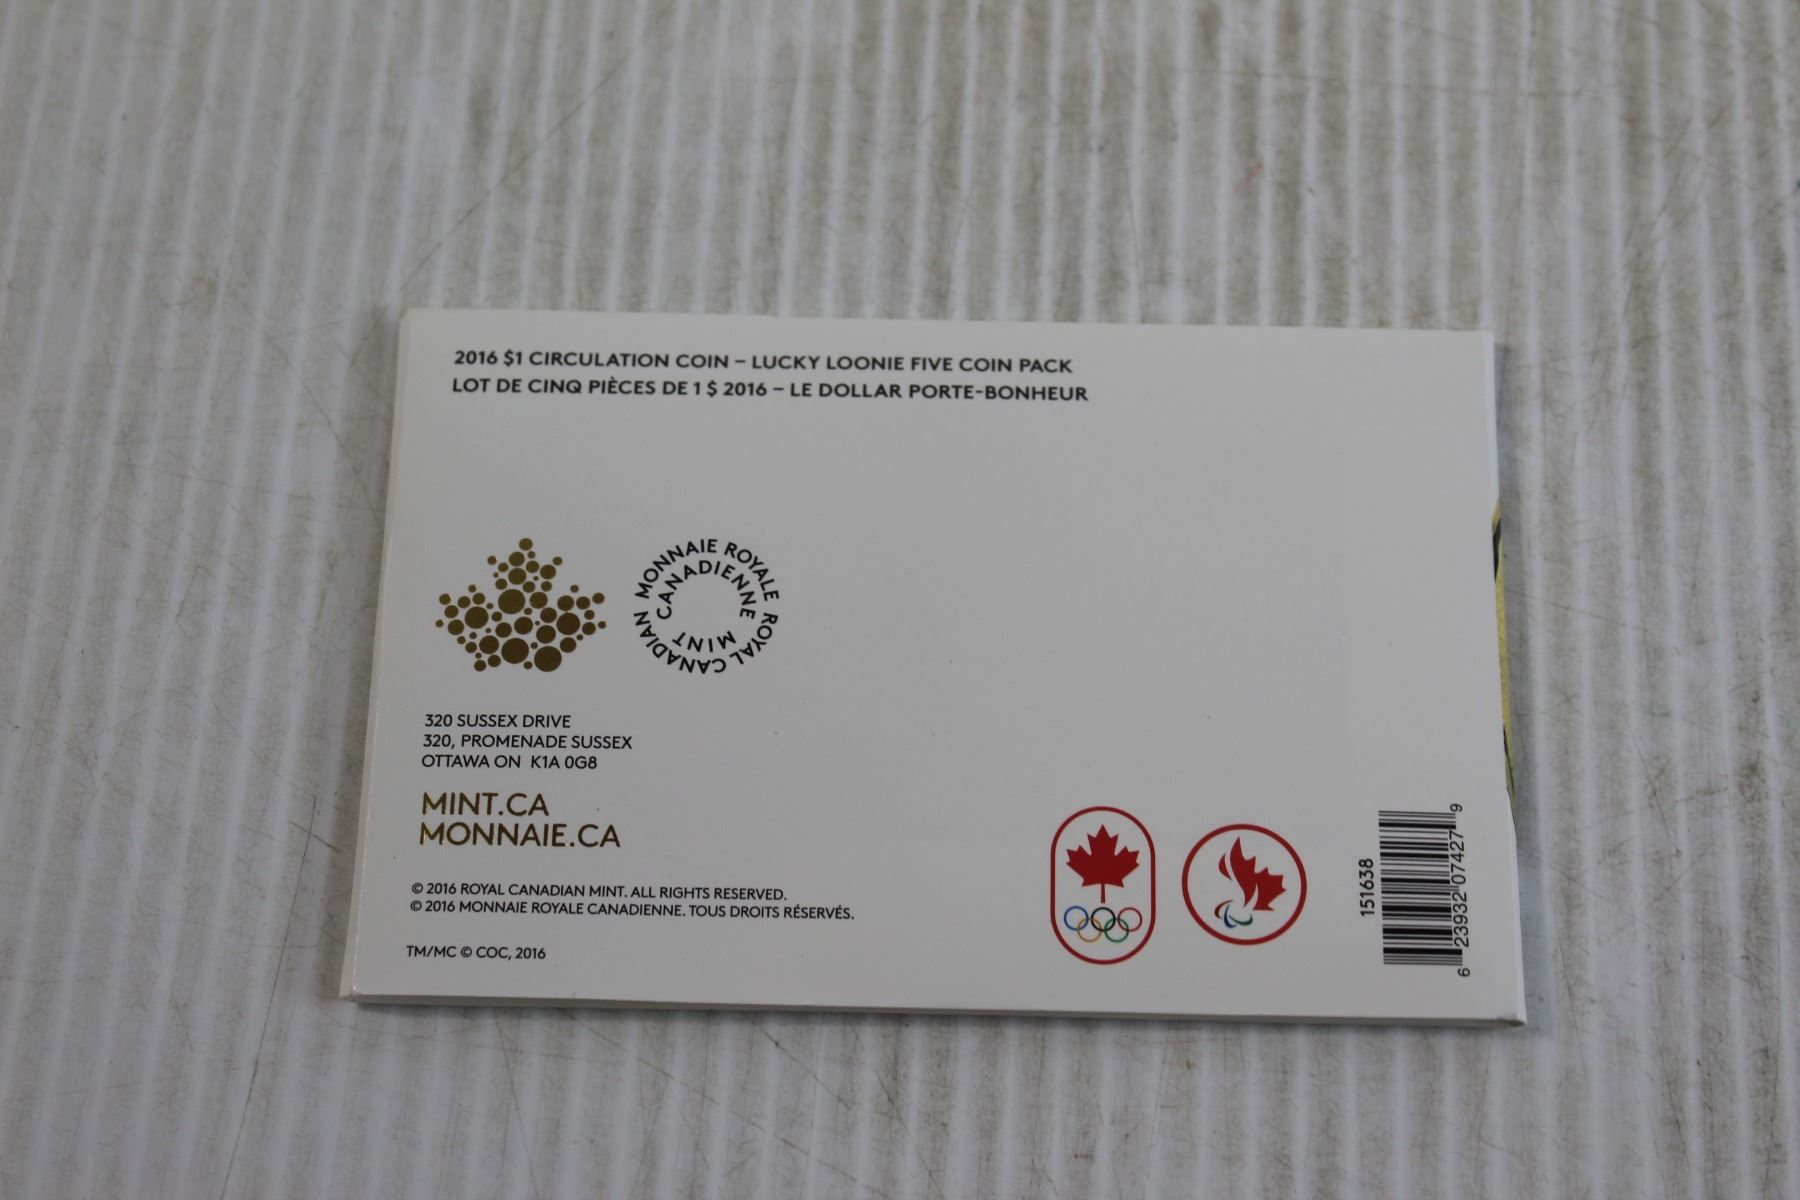 2016 $1 CIRCULATION COIN – LUCKY LOONIE FIVE COIN PACK
LOT DE CINQ PIÈCES DE 1 $ 2016 – LE DOLLAR PORTE-BONHEUR
MONNAIE ROYALE CANADIENNE
ROYAL CANADIAN MINT
320 SUSSEX DRIVE
320, PROMENADE SUSSEX
OTTAWA ON K1A 0G8
MINT.CA
MONNAIE.CA
© 2016 ROYAL CANADIAN MINT. ALL RIGHTS RESERVED.
© 2016 MONNAIE ROYALE CANADIENNE. TOUS DROITS RÉSERVÉS.
TM/MC © COC, 2016
151638
6 23932 07427 9